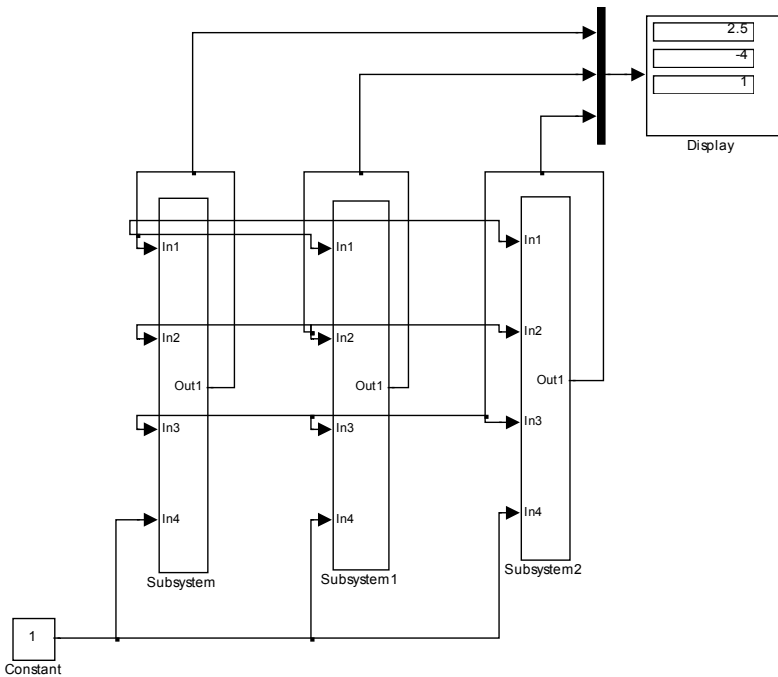 2.5
-4
1
Display
In1
In1
In1
In2
In2
In2
Out1
Out1
Out1
In3
In3
In3
In4
In4
In4
Subsystem
Subsystem1
Subsystem2
1
Constant